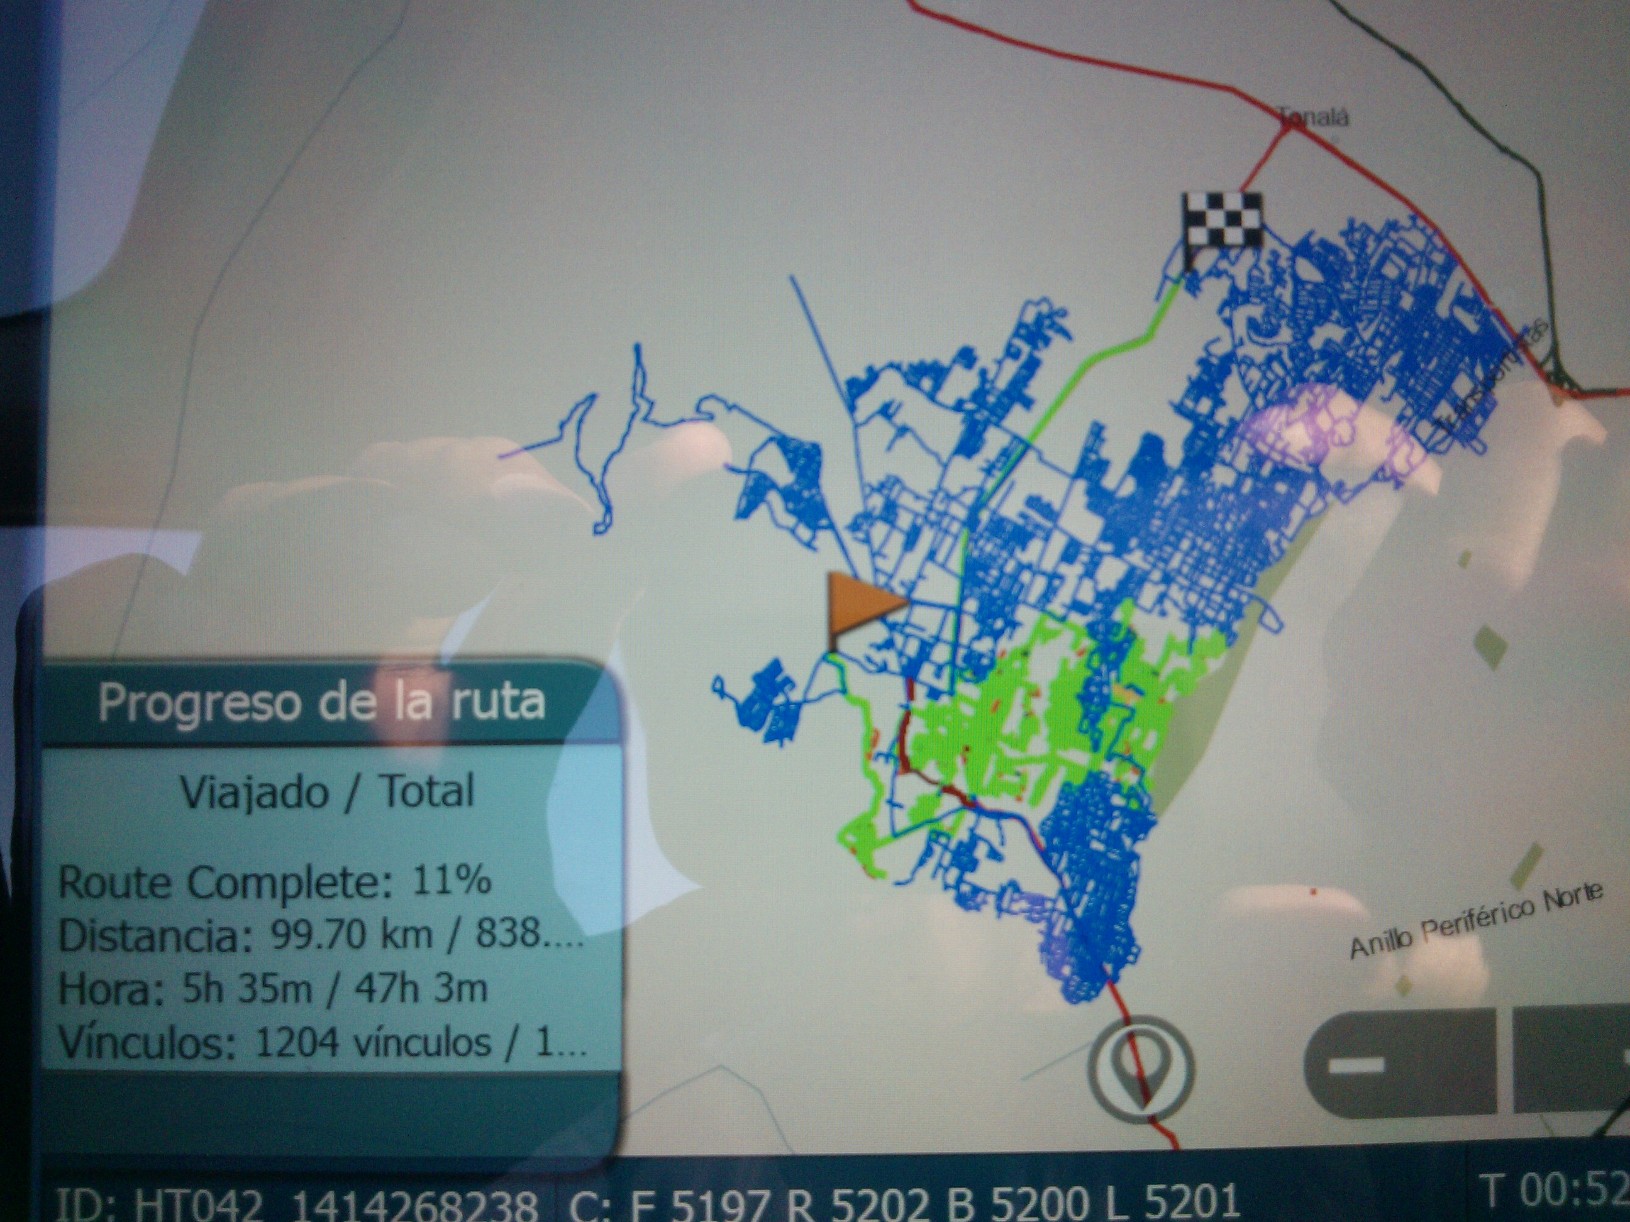 Tonalá
Progreso de la ruta
Viajado / Total
Route Complete: 11%
Distancia: 99.70 km / 838....
Hora: 5h 35m / 47h 3m
Vínculos: 1204 vínculos / 1...
Anillo Periférico Norte
ID: HT042_1414268238 C: F 5197 R 5202 B 5200 L 5201
T 00:52